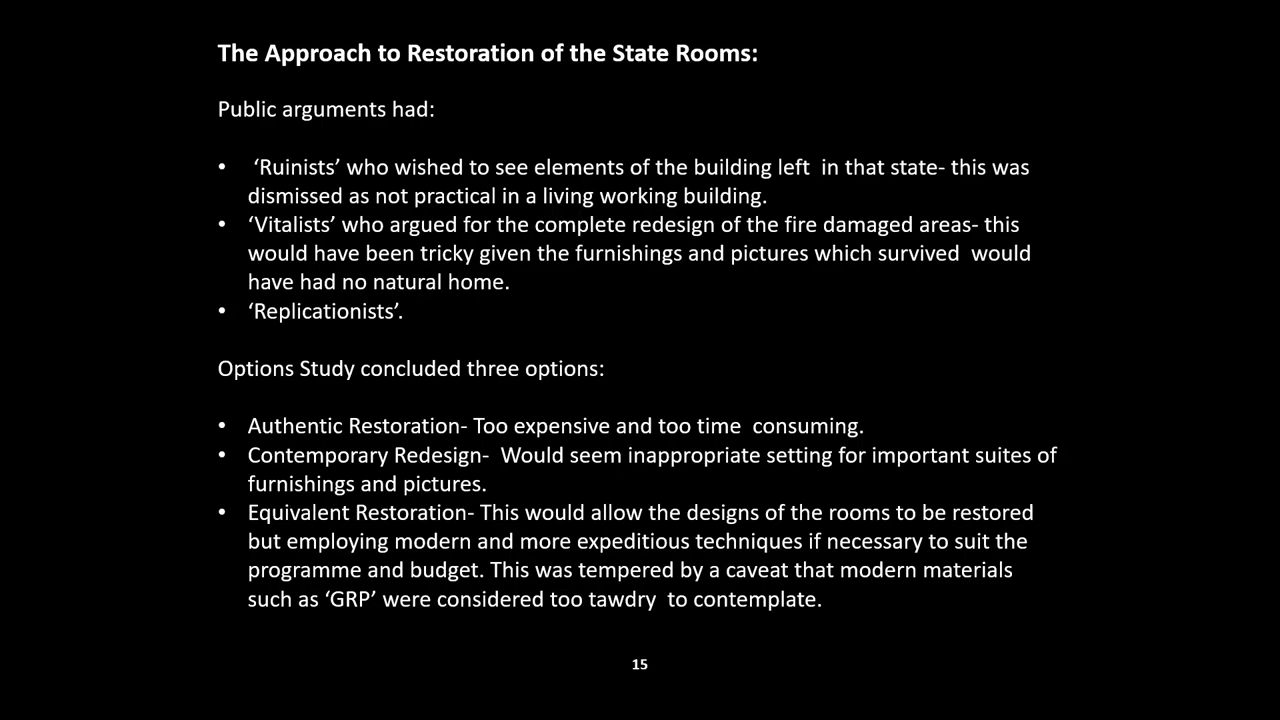 The Approach to Restoration of the State Rooms:
Public arguments had:
• ‘Ruinists’ who wished to see elements of the building left in that state- this was
dismissed as not practical in a living working building.
• ‘Vitalists’ who argued for the complete redesign of the fire damaged areas- this
would have been tricky given the furnishings and pictures which survived would
have had no natural home.
• ‘Replicationists’.
Options Study concluded three options:
• Authentic Restoration- Too expensive and too time consuming.
• Contemporary Redesign- Would seem inappropriate setting for important suites of
furnishings and pictures.
• Equivalent Restoration- This would allow the designs of the rooms to be restored
but employing modern and more expeditious techniques if necessary to suit the
programme and budget. This was tempered by a caveat that modern materials
such as ‘GRP’ were considered too tawdry to contemplate.
15